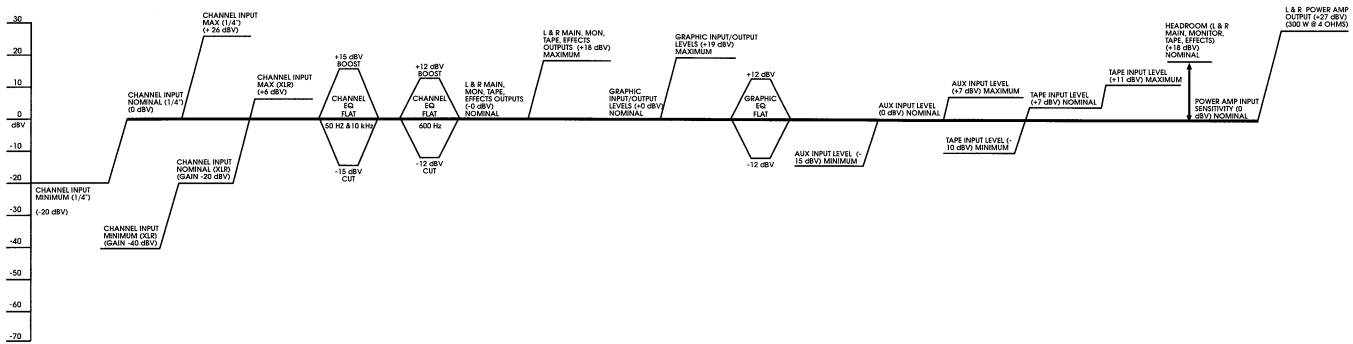 30
20
10
0
dBV
-10
-20
-30
-40
-50
-60
-70
CHANNEL INPUT
MINIMUM (1/4")
(-20 dBV)
CHANNEL INPUT
MINIMUM (XLR)
(GAIN -40 dBV)
CHANNEL INPUT
NOMINAL (1/4")
(0 dBV)
CHANNEL INPUT
NOMINAL (XLR)
(GAIN -20 dBV)
CHANNEL INPUT
MAX (1/4")
(+ 26 dBV)
CHANNEL INPUT
MAX (XLR)
(+6 dBV)
+15 dBV
BOOST
CHANNEL
EQ
FLAT
50 HZ &10 kHz
-15 dBV
CUT
+12 dBV
BOOST
CHANNEL
EQ
FLAT
600 Hz
-12 dBV
CUT
L & R MAIN,
MON, TAPE,
EFFECTS OUTPUTS
(-0 dBV)
NOMINAL
L & R MAIN, MON,
TAPE, EFFECTS
OUTPUTS (+18 dBV)
MAXIMUM
GRAPHIC
INPUT/OUTPUT
LEVELS (+0 dBV)
NOMINAL
GRAPHIC INPUT/OUTPUT
LEVELS (+19 dBV)
MAXIMUM
+12 dBV
GRAPHIC
EQ
FLAT
-12 dBV
AUX INPUT LEVEL (-
15 dBV) MINIMUM
AUX INPUT LEVEL
(0 dBV) NOMINAL
AUX INPUT LEVEL
(+7 dBV) MAXIMUM
TAPE INPUT LEVEL (-
10 dBV) MINIMUM
TAPE INPUT LEVEL
(+7 dBV) NOMINAL
TAPE INPUT LEVEL
(+11 dBV) MAXIMUM
HEADROOM (L & R
MAIN, MONITOR,
TAPE, EFFECTS)
(+18 dBV)
NOMINAL
POWER AMP INPUT
SENSITIVITY (0
dBV) NOMINAL
L & R POWER AMP
OUTPUT (+27 dBV)
(300 W @ 4 OHMS)